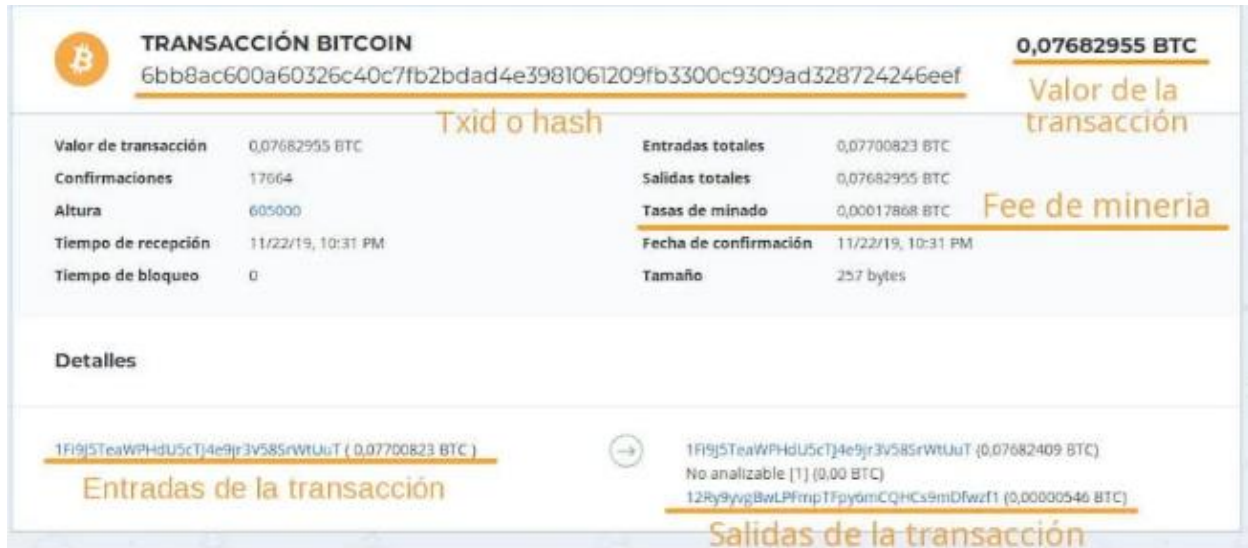 TRANSACCIÓN BITCOIN
0,07682955 BTC
6bb8ac600a60326c40c7fb2bdad4e3981061209fb3300c9309ad328724246eef
Valor de la
transacción
Txid o hash
Valor de transacción 0,07682955 BTC
Entradas totales 0,07700823 BTC
Confirmaciones 17664
Salidas totales 0,07682955 BTC
Altura 605000
Tasas de minado 0,00017868 BTC
Fee de mineria
Tiempo de recepción 11/22/19, 10:31 PM
Fecha de confirmación 11/22/19, 10:31 PM
Tiempo de bloqueo 0
Tamaño 257 bytes
Detalles
1Fi9J5TeaWPHdU5cTj4e9jr3V58SrWtUuT ( 0,07700823 BTC )
Entradas de la transacción
1Fi9J5TeaWPHdU5cTj4e9jr3V58SrWtUuT (0,07682409 BTC)
No analizable [1] (0,00 BTC)
12Ry9yvgBwLPFmpTFpy6mCQHCs9mDfwzf1 (0,00000546 BTC)
Salidas de la transacción